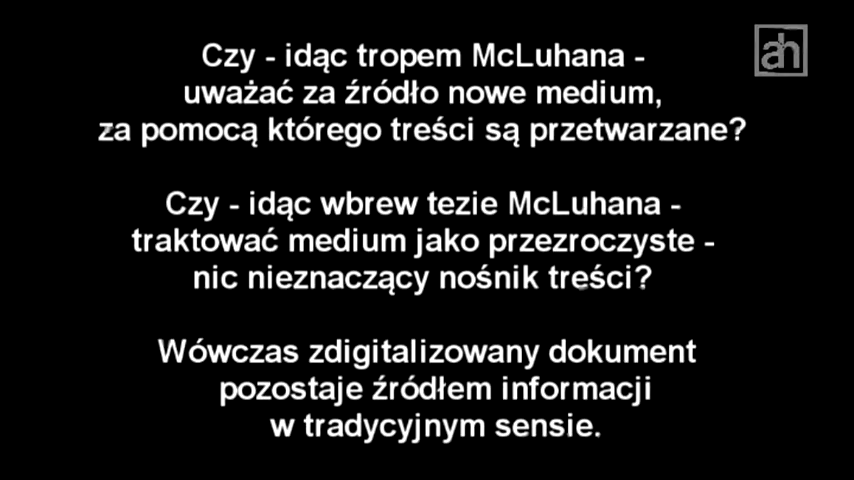 ah
Czy - idąc tropem McLuhana -
uważać za źródło nowe medium,
za pomocą którego treści są przetwarzane?
Czy - idąc wbrew tezie McLuhana -
traktować medium jako przezroczyste -
nic nieznaczący nośnik treści?
Wówczas zdigitalizowany dokument
pozostaje źródłem informacji
w tradycyjnym sensie.